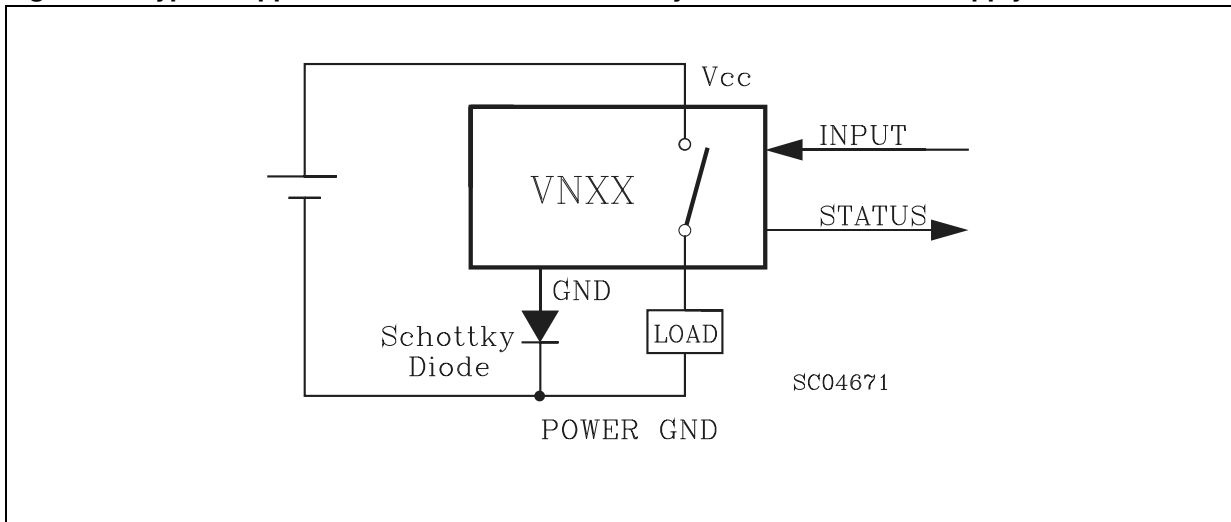 Vcc
INPUT
VNXX
STATUS
GND
Schottky
Diode
LOAD
SC04671
POWER GND